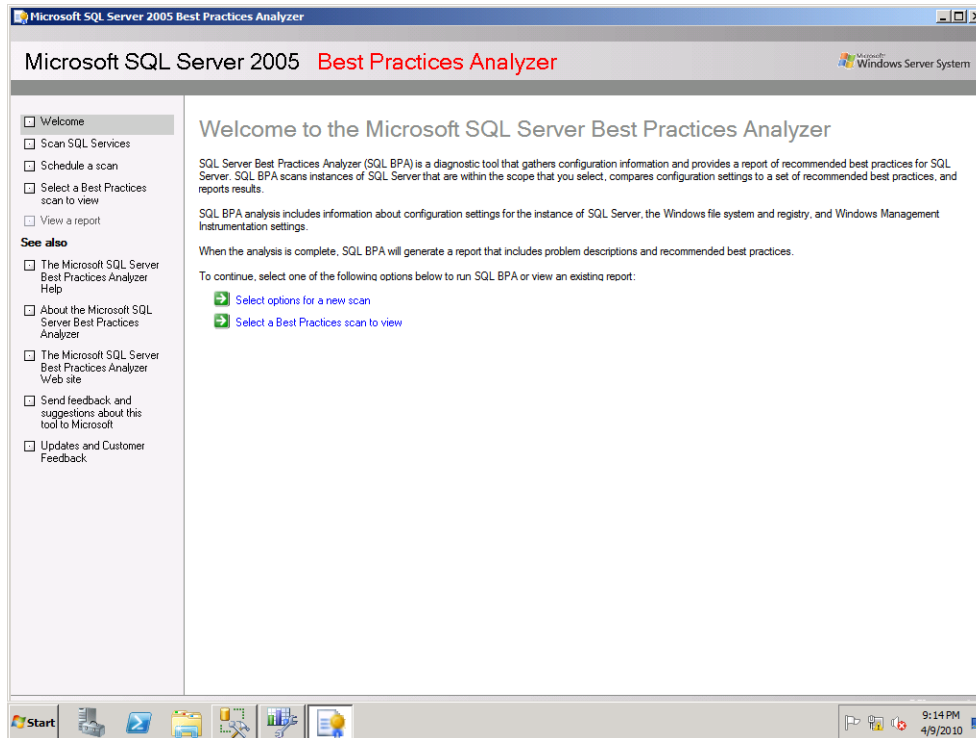 Microsoft SQL Server 2005 Best Practices Analyzer
Microsoft SQL Server 2005 Best Practices Analyzer
Microsoft
Windows Server System
Welcome
Scan SQL Services
Schedule a scan
Select a Best Practices
scan to view
View a report
See also
The Microsoft SQL Server
Best Practices Analyzer
Help
About the Microsoft SQL
Server Best Practices
Analyzer
The Microsoft SQL Server
Best Practices Analyzer
Web site
Send feedback and
suggestions about this
tool to Microsoft
Updates and Customer
Feedback
Welcome to the Microsoft SQL Server Best Practices Analyzer
SQL Server Best Practices Analyzer (SQL BPA) is a diagnostic tool that gathers configuration information and provides a report of recommended best practices for SQL
Server. SQL BPA scans instances of SQL Server that are within the scope that you select, compares configuration settings to a set of recommended best practices, and
reports results.
SQL BPA analysis includes information about configuration settings for the instance of SQL Server, the Windows file system and registry, and Windows Management
Instrumentation settings.
When the analysis is complete, SQL BPA will generate a report that includes problem descriptions and recommended best practices.
To continue, select one of the following options below to run SQL BPA or view an existing report:
Select options for a new scan
Select a Best Practices scan to view
Start
9:14 PM
4/9/2010